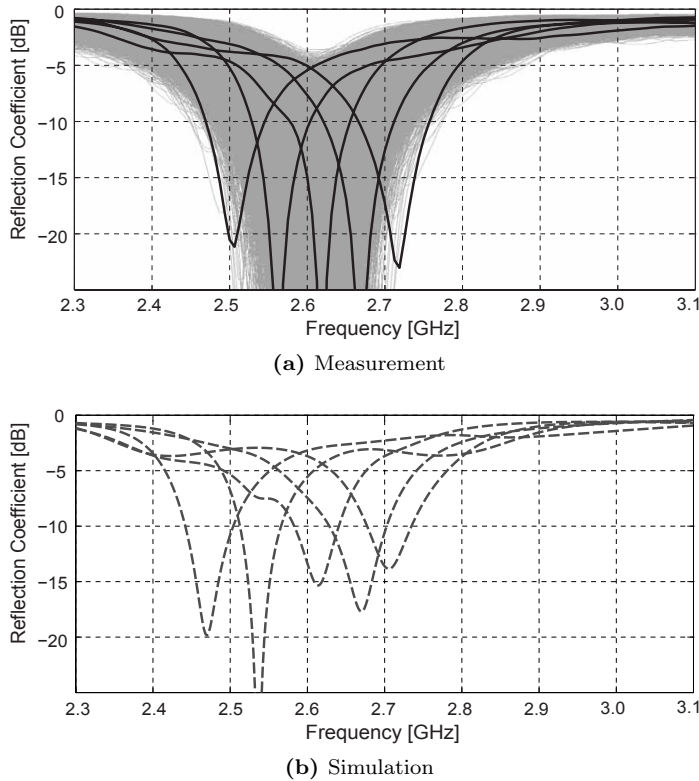 0
−5
−10
−15
−20
Reflection Coefficient [dB]
2.3 2.4 2.5 2.6 2.7 2.8 2.9 3.0 3.1
Frequency [GHz]
(a) Measurement
0
−5
−10
−15
−20
Reflection Coefficient [dB]
2.3 2.4 2.5 2.6 2.7 2.8 2.9 3.0 3.1
Frequency [GHz]
(b) Simulation